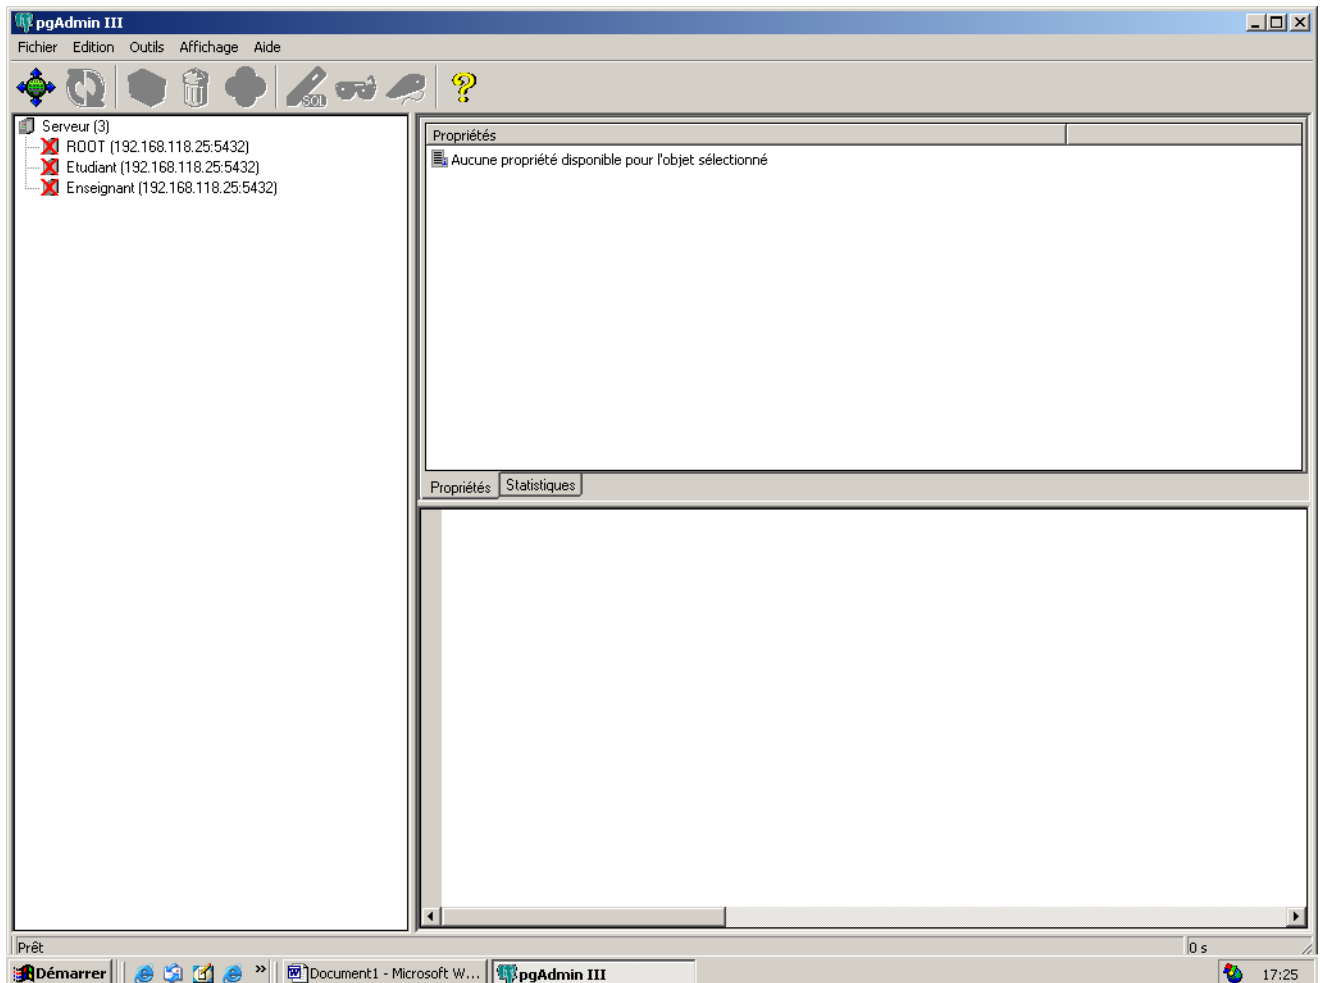 pgAdmin III
Fichier Edition Outils Affichage Aide
SQL
Serveur (3)
ROOT (192.168.118.25:5432)
Etudiant (192.168.118.25:5432)
Enseignant (192.168.118.25:5432)
Propriétés
Aucune propriété disponible pour l'objet sélectionné
Propriétés Statistiques
Prêt 0 s
Démarrer » Document1 - Microsoft W... pgAdmin III 17:25